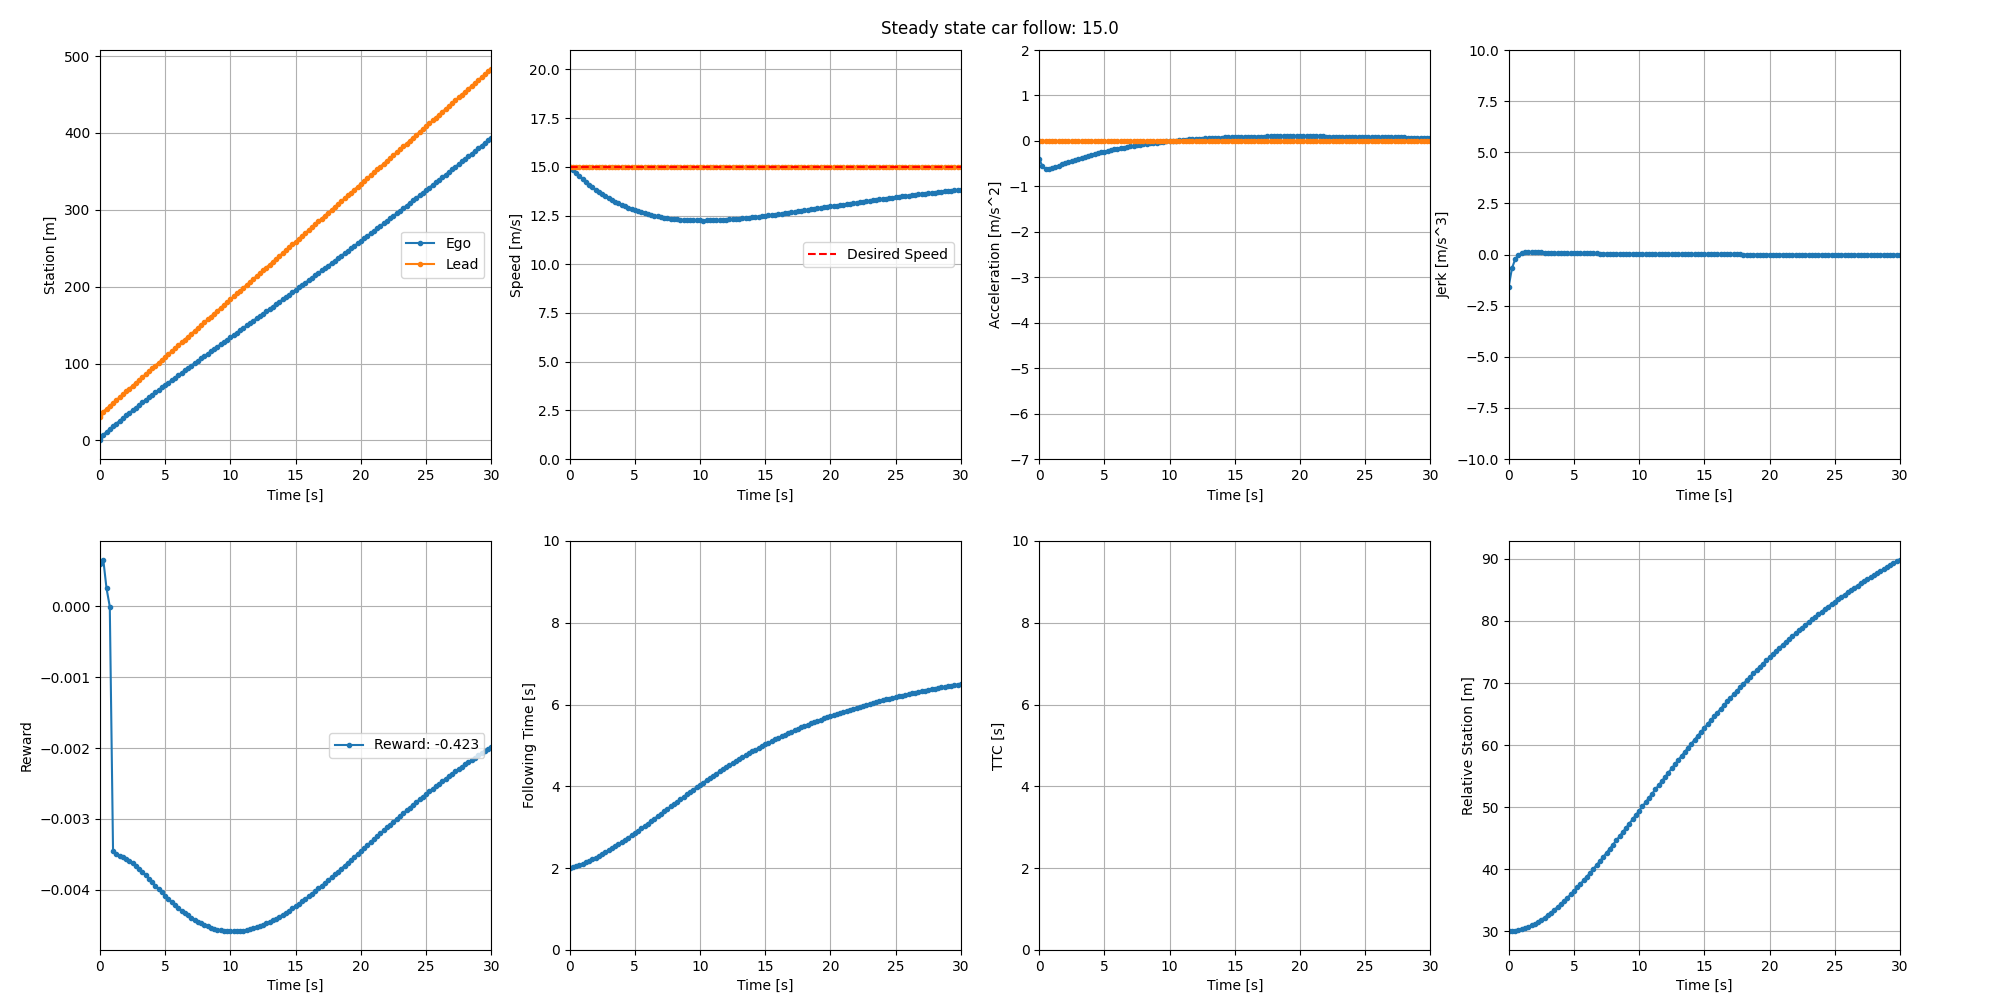 Steady state car follow: 15.0
Station [m]
500
400
300
200
100
0
Ego
Lead
0 5 10 15 20 25 30
Time [s]
Speed [m/s]
20.0
17.5
15.0
12.5
10.0
7.5
5.0
2.5
0.0
Desired Speed
0 5 10 15 20 25 30
Time [s]
Acceleration [m/s^2]
2
1
0
−1
−2
−3
−4
−5
−6
−7
0 5 10 15 20 25 30
Time [s]
Jerk [m/s^3]
10.0
7.5
5.0
2.5
0.0
−2.5
−5.0
−7.5
−10.0
0 5 10 15 20 25 30
Time [s]
Reward
0.000
−0.001
−0.002
−0.003
−0.004
Reward: -0.423
0 5 10 15 20 25 30
Time [s]
Following Time [s]
10
8
6
4
2
0
0 5 10 15 20 25 30
Time [s]
TTC [s]
10
8
6
4
2
0
0 5 10 15 20 25 30
Time [s]
Relative Station [m]
90
80
70
60
50
40
30
0 5 10 15 20 25 30
Time [s]